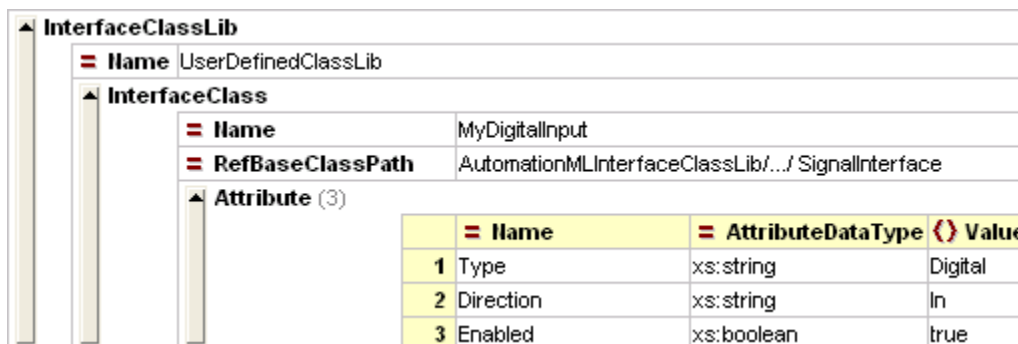 InterfaceClassLib
= Name UserDefinedClassLib
InterfaceClass
= Name MyDigitalInput
= RefBaseClassPath AutomationMLInterfaceClassLib/.../ SignalInterface
Attribute (3)
= Name = AttributeDataType () Value
1 Type xs:string Digital
2 Direction xs:string In
3 Enabled xs:boolean true